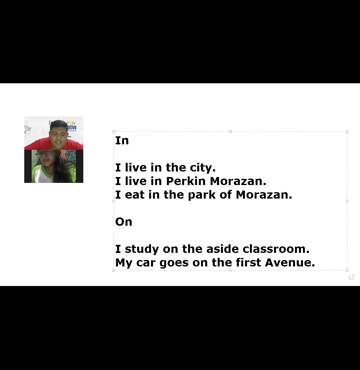 In
I live in the city.
I live in Perkin Morazan.
I eat in the park of Morazan.
On
I study on the aside classroom.
My car goes on the first Avenue.